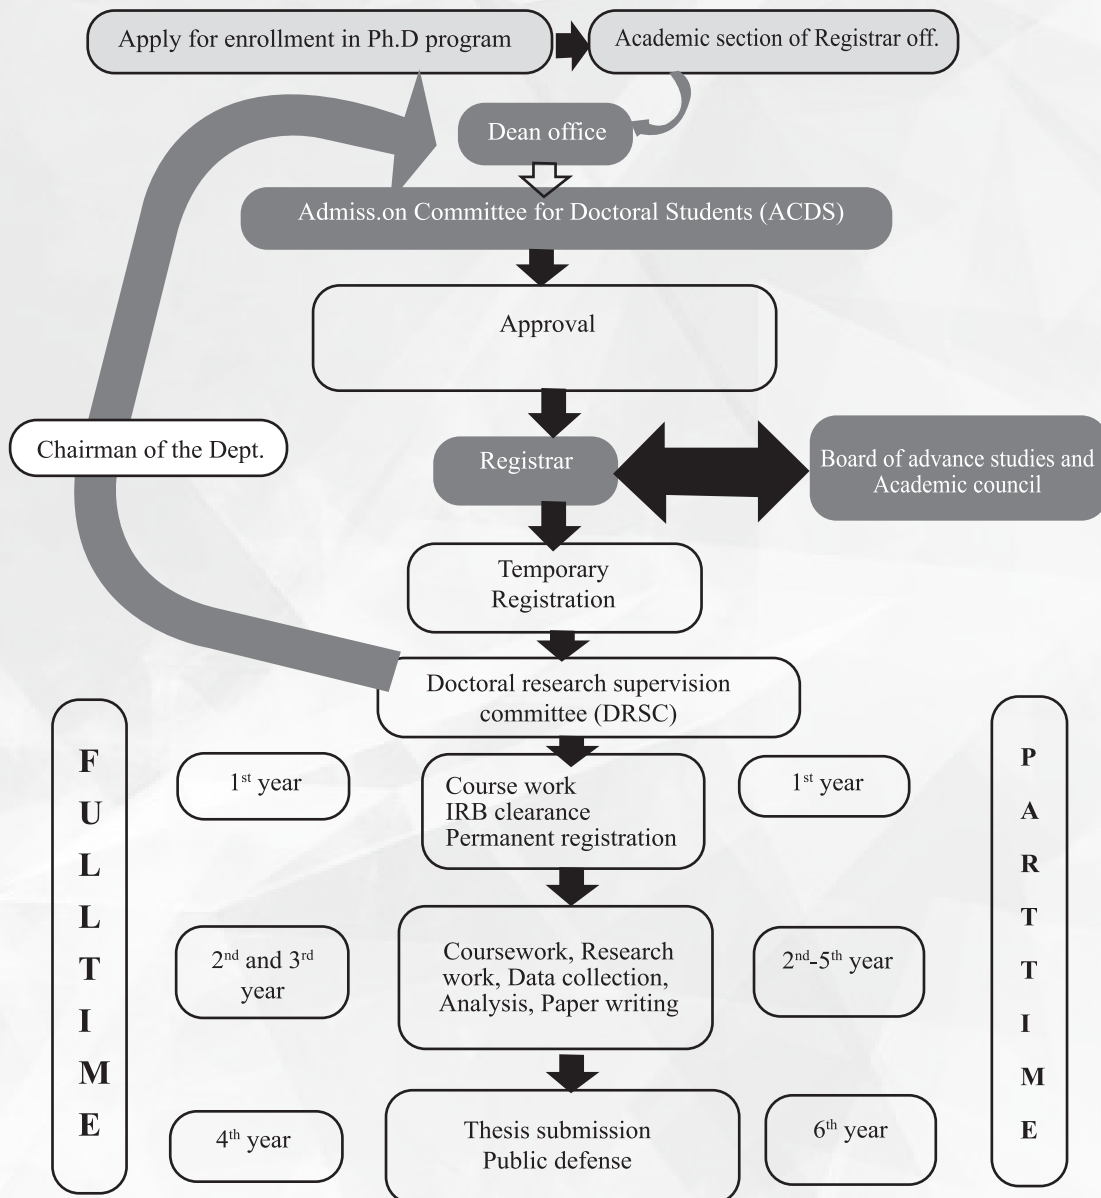 Apply for enrollment in Ph.D program
Academic section of Registrar off.
Dean office
Admiss.on Committee for Doctoral Students (ACDS)
Approval
Chairman of the Dept.
Registrar
Board of advance studies and
Academic council
Temporary
Registration
Doctoral research supervision
committee (DRSC)
FULLTIME
1st year
Course work
IRB clearance
Permanent registration
1st year
PARTTIME
2nd and 3rd
year
Coursework, Research
work, Data collection,
Analysis, Paper writing
2nd-5th year
4th year
Thesis submission
Public defense
6th year